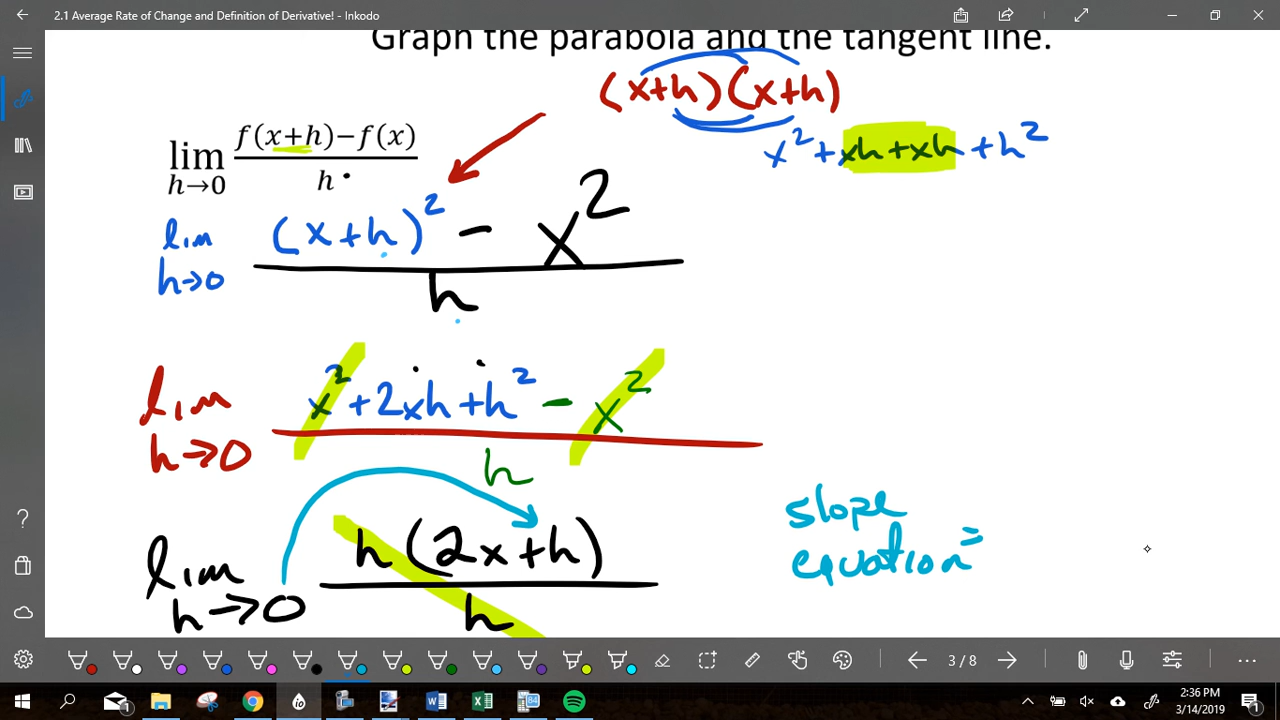 2.1 Average Rate of Change and Definition of Derivative! - Inkodo
Graph the parabola and the tangent line.
(x+h)(x+h)
x² + xh + xh + h²
lim h→0 f(x+h)−f(x)
h
lim h→0 (x+h)² - x²
h
lim h→0 x² + 2xh + h² - x²
h
slope
equation =
lim h→0 h(2x+h)
h
3 / 8
2:36 PM
3/14/2019